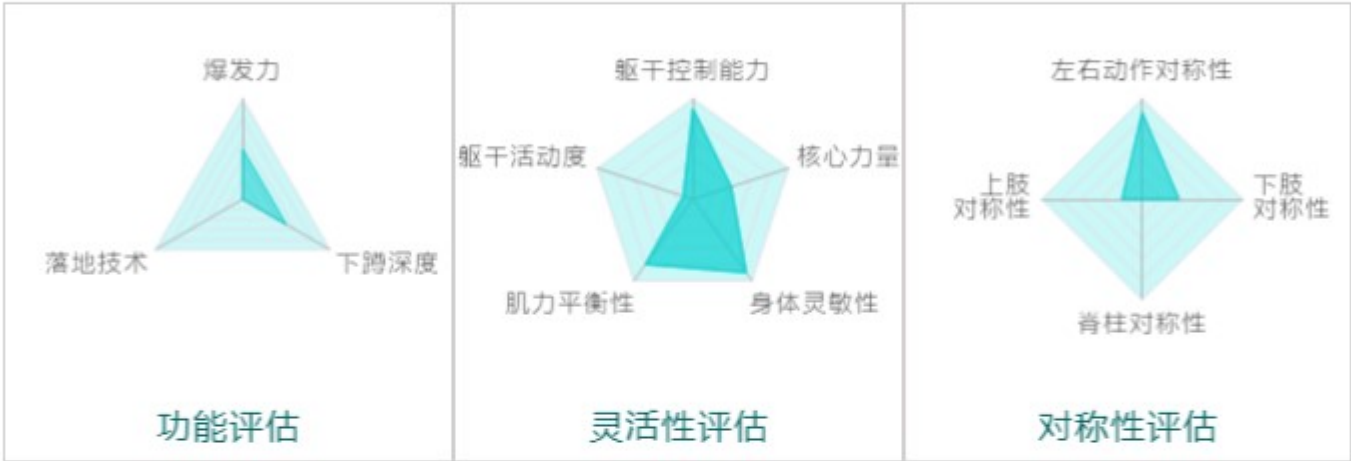 爆发力
落地技术
下蹲深度
功能评估
躯干控制能力
躯干活动度
核心力量
肌力平衡性
身体灵敏性
灵活性评估
左右动作对称性
上肢
对称性
下肢
对称性
脊柱对称性
对称性评估